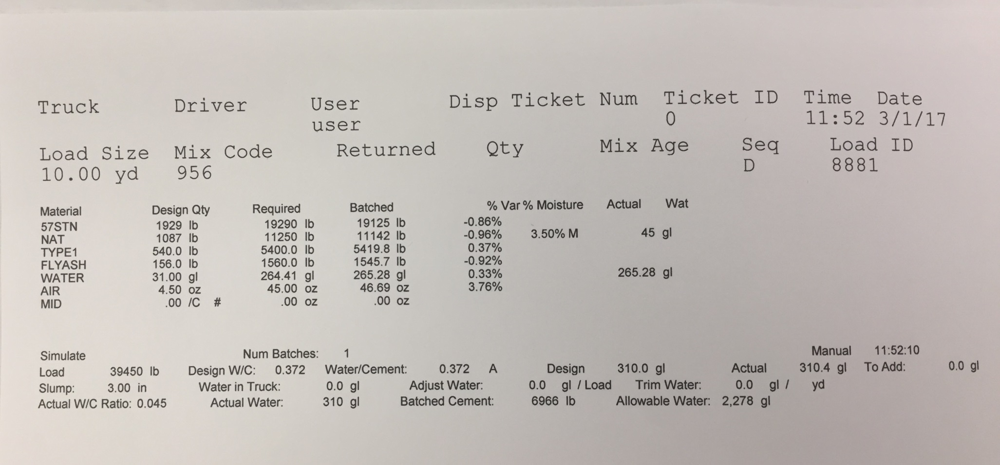 Truck Driver User Disp Ticket Num Ticket ID Time Date
user 0 11:52 3/1/17
Load Size Mix Code Returned Qty Mix Age Seq Load ID
10.00 yd 956 D 8881
Material Design Qty Required Batched % Var % Moisture Actual Wat
57STN 1929 lb 19290 lb 19125 lb -0.86%
NAT 1087 lb 11250 lb 11142 lb -0.96% 3.50% M 45 gl
TYPE1 540.0 lb 5400.0 lb 5419.8 lb 0.37%
FLYASH 156.0 lb 1560.0 lb 1545.7 lb -0.92%
WATER 31.00 gl 264.41 gl 265.28 gl 0.33% 265.28 gl
AIR 4.50 oz 45.00 oz 46.69 oz 3.76%
MID .00 /C # .00 oz .00 oz
Simulate Num Batches: 1 Manual 11:52:10
Load 39450 lb Design W/C: 0.372 Water/Cement: 0.372 A Design 310.0 gl Actual 310.4 gl To Add: 0.0 gl
Slump: 3.00 in Water in Truck: 0.0 gl Adjust Water: 0.0 gl / Load Trim Water: 0.0 gl / yd
Actual W/C Ratio: 0.045 Actual Water: 310 gl Batched Cement: 6966 lb Allowable Water: 2,278 gl